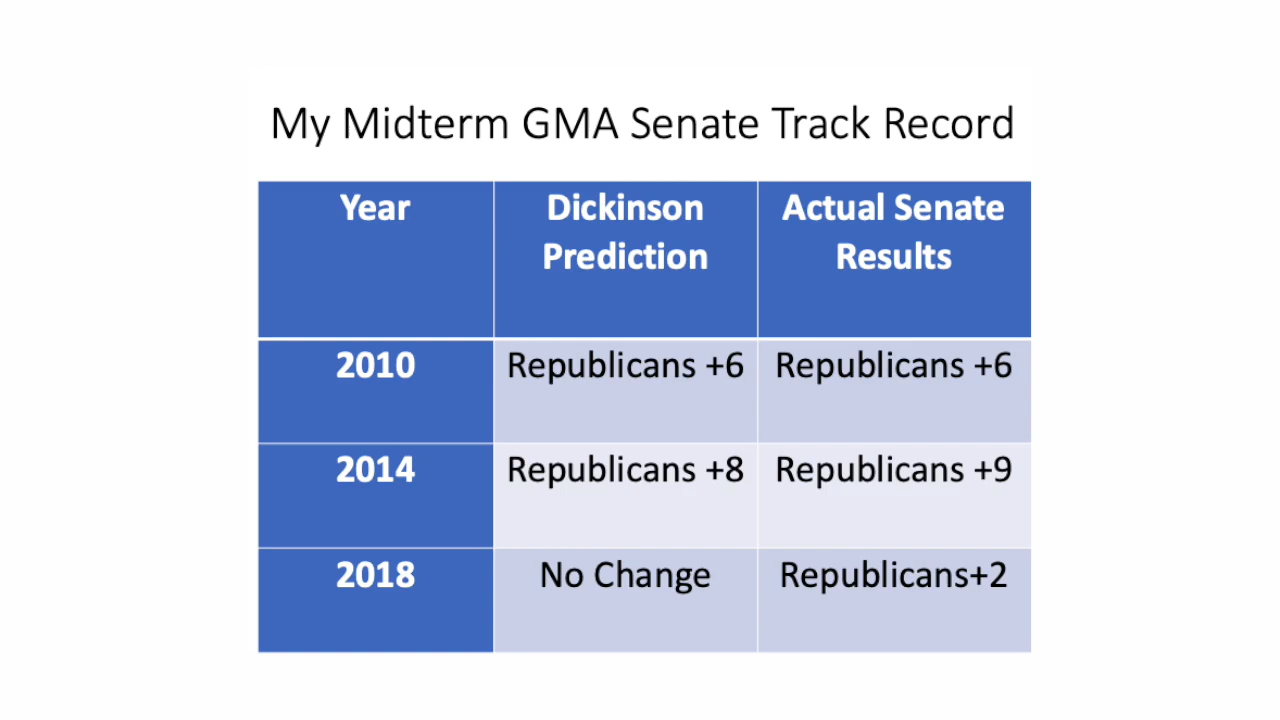 My Midterm GMA Senate Track Record
Year
Dickinson
Prediction
Actual Senate
Results
2010
Republicans +6
Republicans +6
2014
Republicans +8
Republicans +9
2018
No Change
Republicans+2